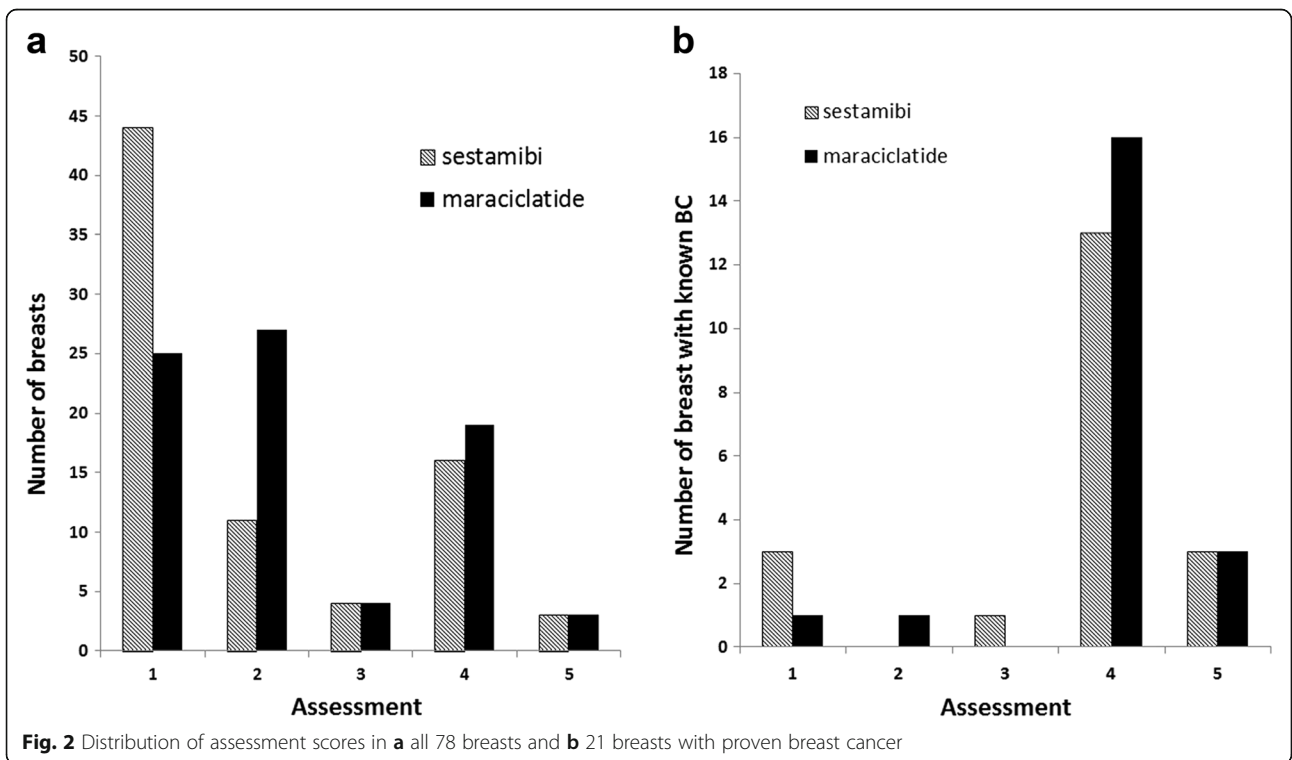 a
50
45
40
35
30
25
20
15
10
5
0
Number of breasts
sestamibi
maraciclatide
1 2 3 4 5
Assessment
b
18
16
14
12
10
8
6
4
2
0
Number of breast with known BC
sestamibi
maraciclatide
1 2 3 4 5
Assessment
Fig. 2 Distribution of assessment scores in a all 78 breasts and b 21 breasts with proven breast cancer